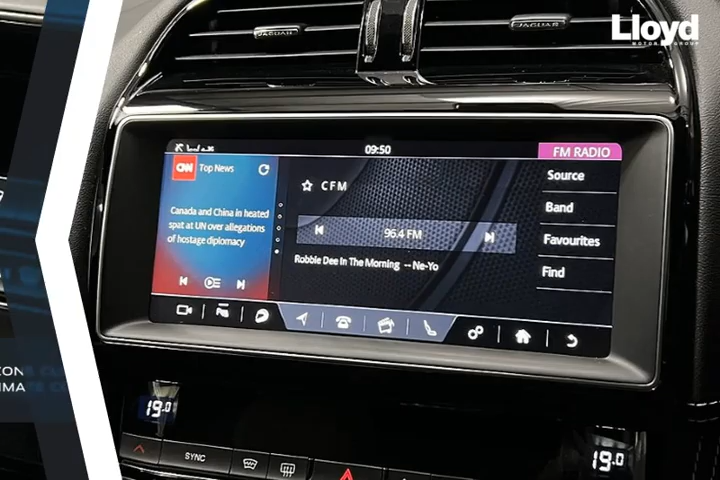 JAGUAR
JAGUAR
Lloyd
MOTOR GROUP
09:50
FM RADIO
CNN Top News
Canada and China in heated
spat at UN over allegations
of hostage diplomacy
CFM
96.4 FM
Robbie Dee In The Morning -- Ne-Yo
Source
Band
Favourites
Find
19.0
SYNC
19.0